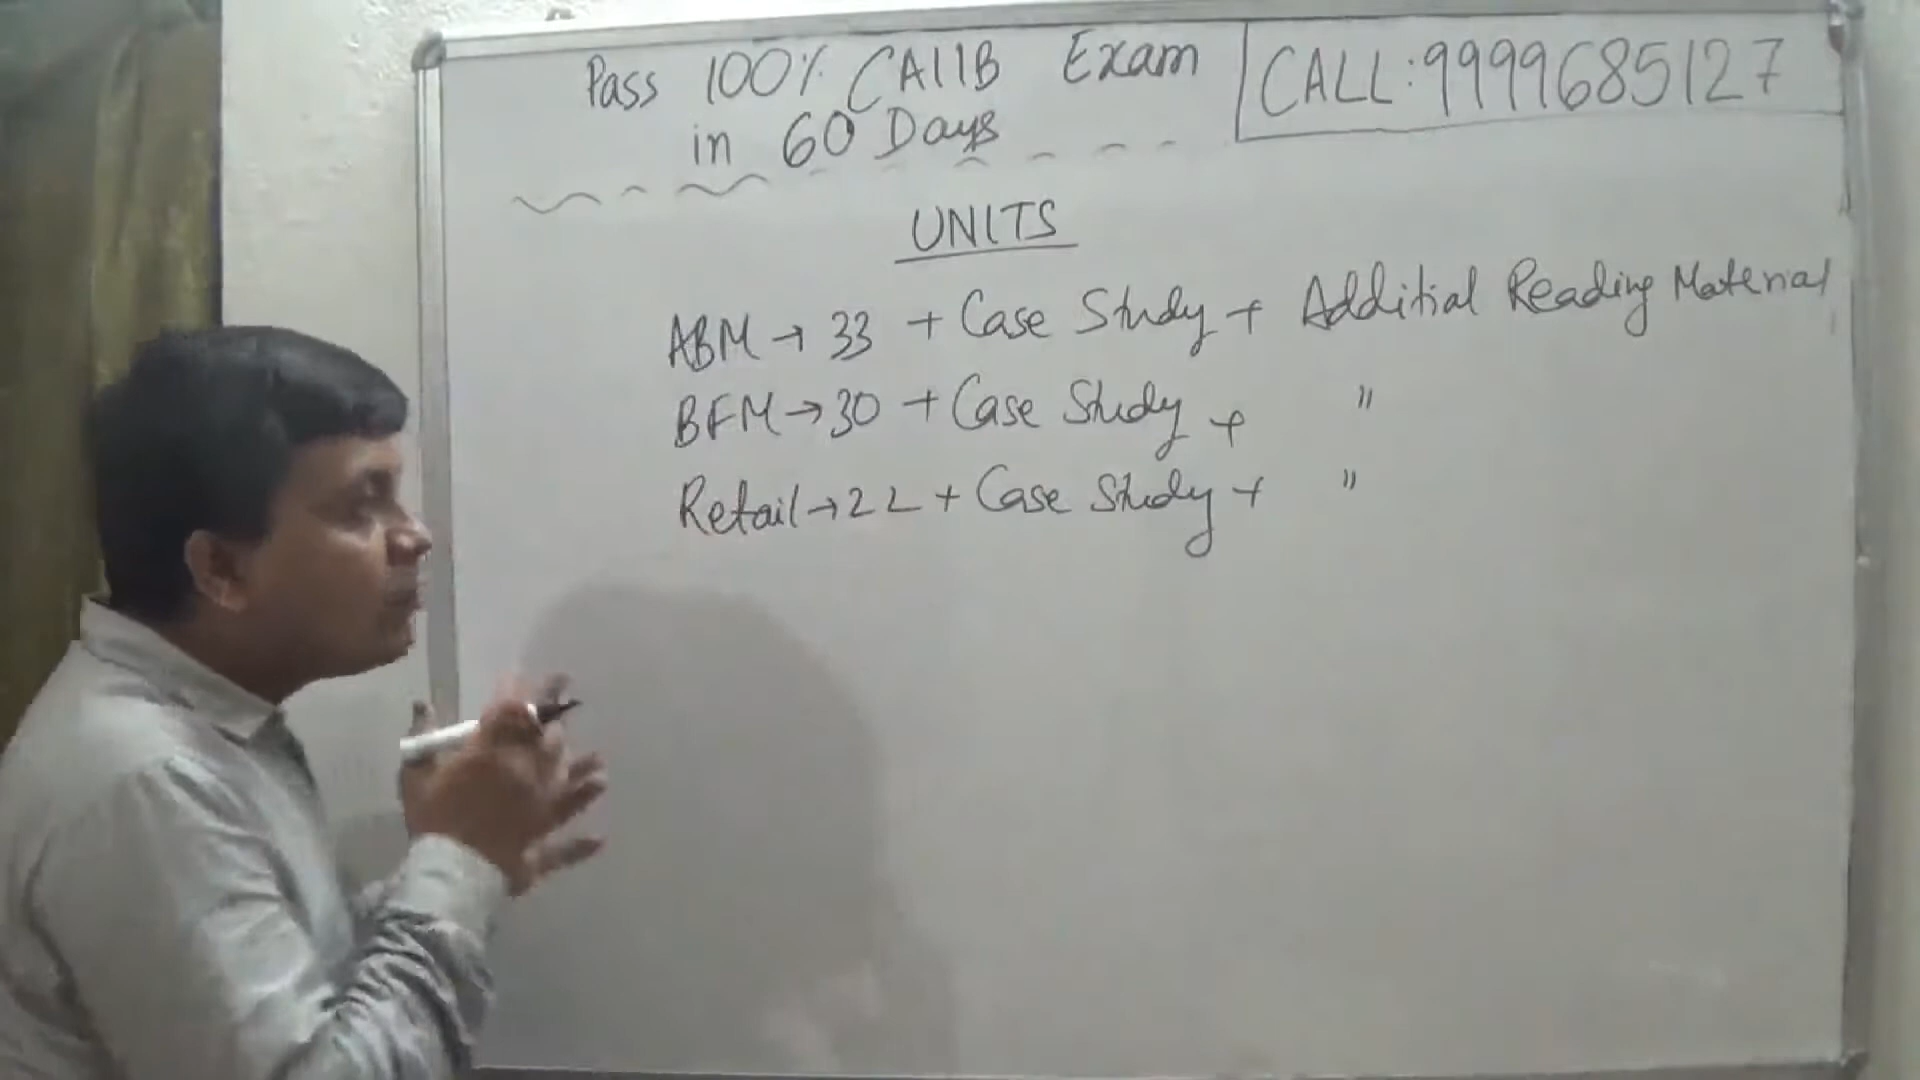 Pass 100% CAIIB Exam
in 60 Days
CALL:9999685127
UNITS
ABM → 33 + Case Study + Additial Reading Material
BFM → 30 + Case Study + "
Retail → 22 + Case Study + "